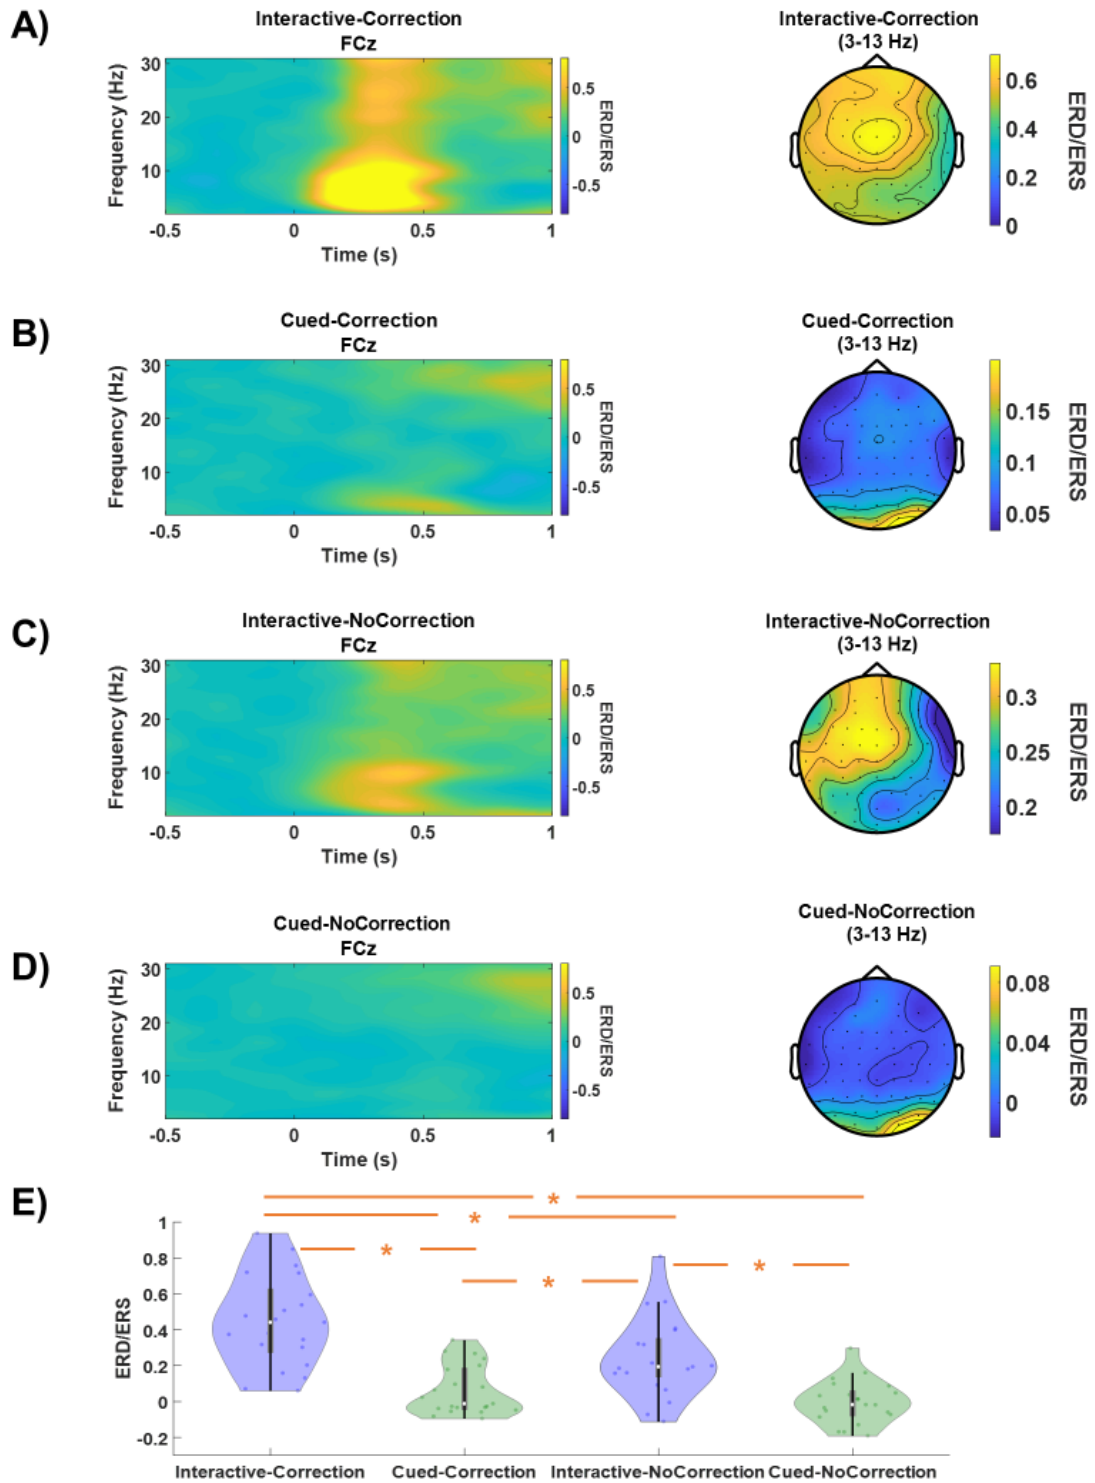 A)
Interactive-Correction
FCz
Frequency (Hz)
30
20
10
-0.5
0
0.5
1
Time (s)
0.5
0
-0.5
ERD/ERS
Interactive-Correction
(3-13 Hz)
0.6
0.4
0.2
0
ERD/ERS
B)
Cued-Correction
FCz
Frequency (Hz)
30
20
10
-0.5
0
0.5
1
Time (s)
0.5
0
-0.5
ERD/ERS
Cued-Correction
(3-13 Hz)
0.15
0.1
0.05
ERD/ERS
C)
Interactive-NoCorrection
FCz
Frequency (Hz)
30
20
10
-0.5
0
0.5
1
Time (s)
0.5
0
-0.5
ERD/ERS
Interactive-NoCorrection
(3-13 Hz)
0.3
0.25
0.2
ERD/ERS
D)
Cued-NoCorrection
FCz
Frequency (Hz)
30
20
10
-0.5
0
0.5
1
Time (s)
0.5
0
-0.5
ERD/ERS
Cued-NoCorrection
(3-13 Hz)
0.08
0.04
0
ERD/ERS
E)
*
*
*
*
*
ERD/ERS
1
0.8
0.6
0.4
0.2
0
-0.2
Interactive-Correction
Cued-Correction
Interactive-NoCorrection
Cued-NoCorrection